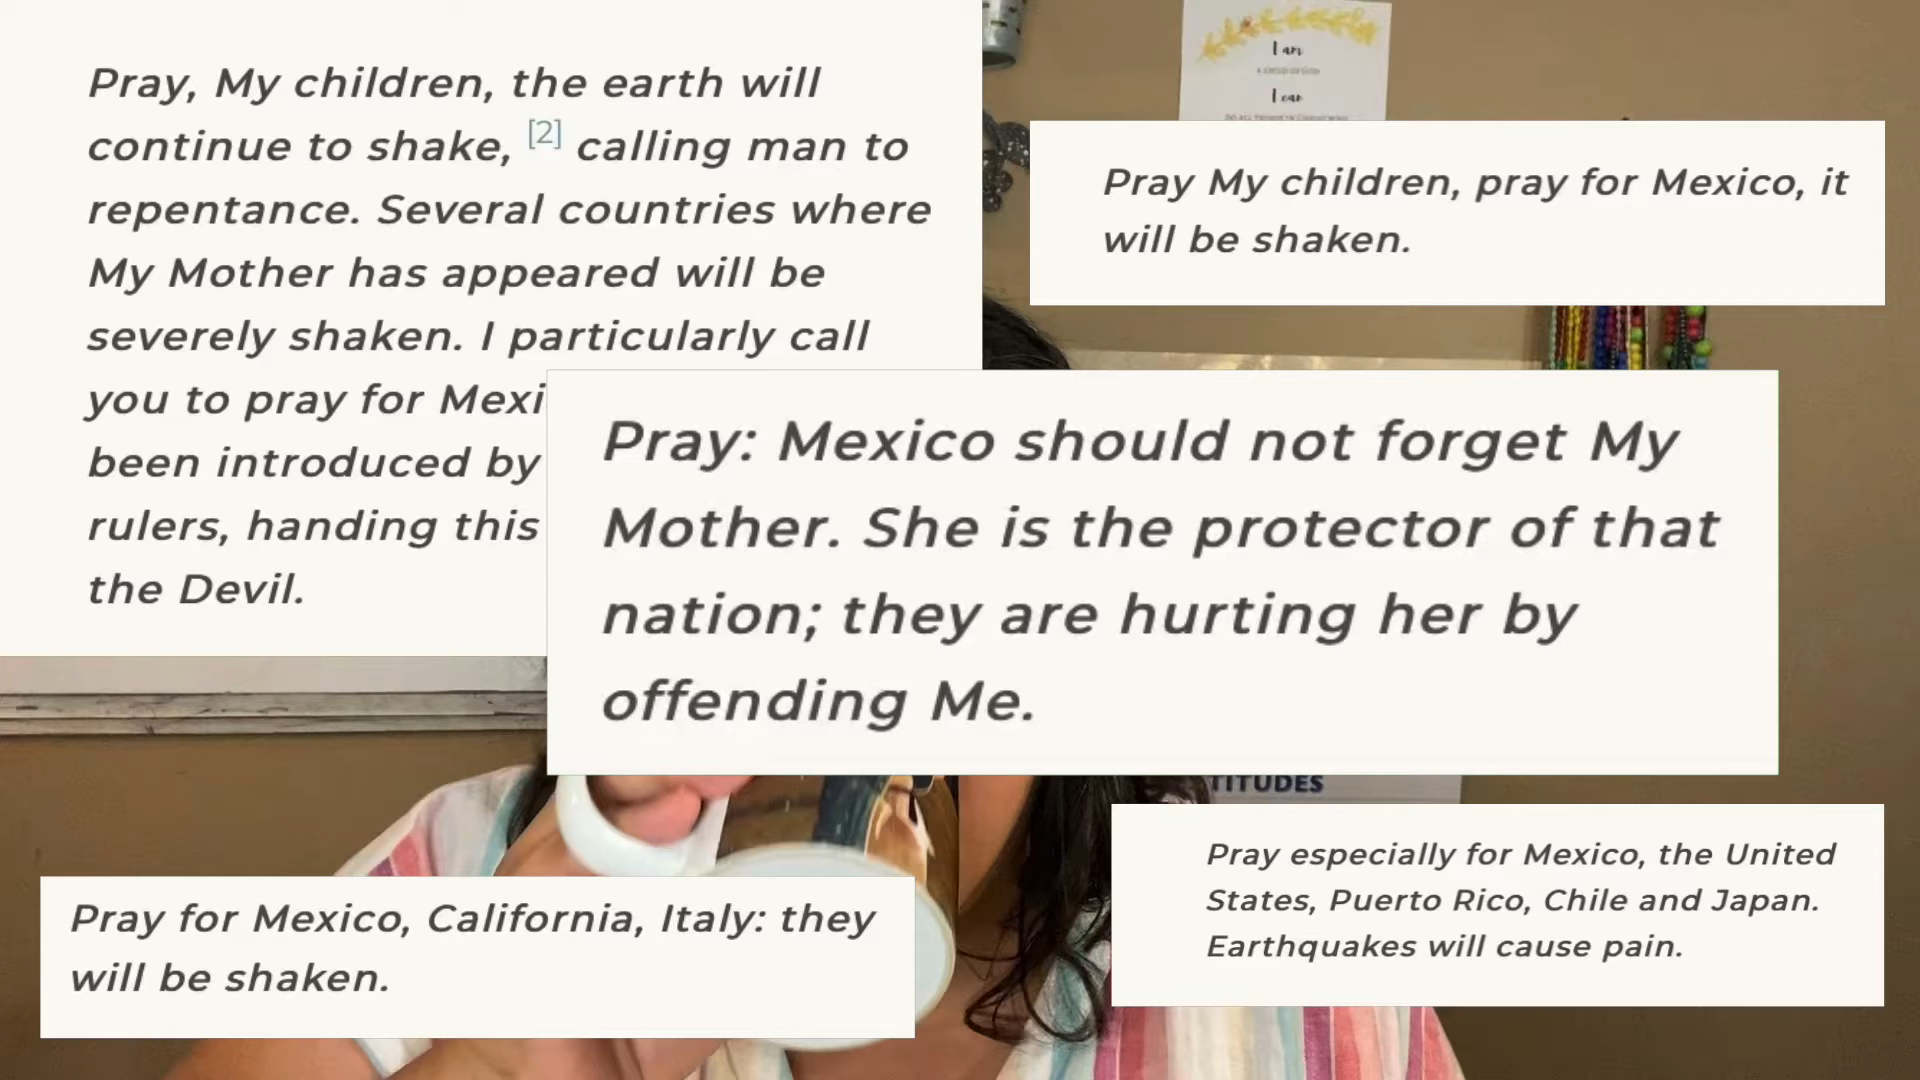 Pray, My children, the earth will
continue to shake, [2] calling man to
repentance. Several countries where
My Mother has appeared will be
severely shaken. I particularly call
you to pray for Mexi
been introduced by
rulers, handing this
the Devil.
I am
A CHILD OF GOD
I can
Pray My children, pray for Mexico, it
will be shaken.
Pray: Mexico should not forget My
Mother. She is the protector of that
nation; they are hurting her by
offending Me.
TITUDES
Pray for Mexico, California, Italy: they
will be shaken.
Pray especially for Mexico, the United
States, Puerto Rico, Chile and Japan.
Earthquakes will cause pain.